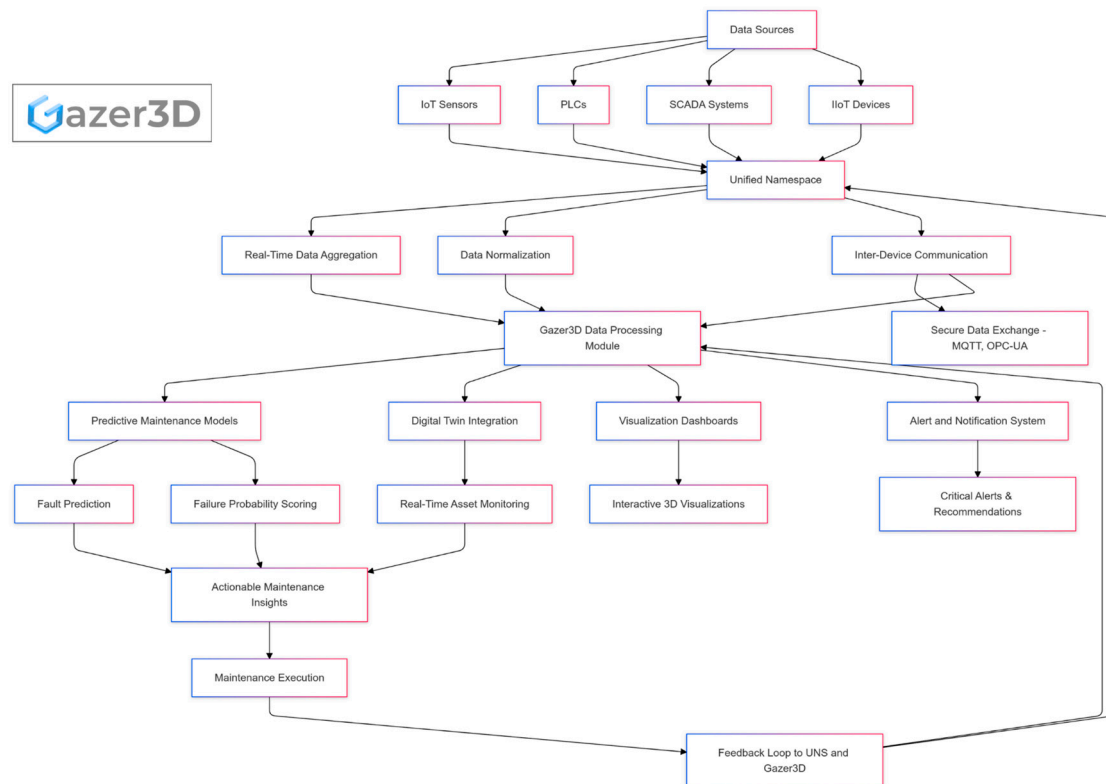 Data Sources
Gazer3D
IoT Sensors
PLCs
SCADA Systems
IIoT Devices
Unified Namespace
Real-Time Data Aggregation
Data Normalization
Inter-Device Communication
Gazer3D Data Processing
Module
Secure Data Exchange -
MQTT, OPC-UA
Predictive Maintenance Models
Digital Twin Integration
Visualization Dashboards
Alert and Notification System
Fault Prediction
Failure Probability Scoring
Real-Time Asset Monitoring
Interactive 3D Visualizations
Critical Alerts &
Recommendations
Actionable Maintenance
Insights
Maintenance Execution
Feedback Loop to UNS and
Gazer3D